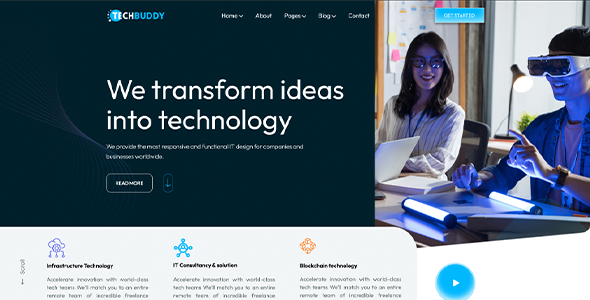 TECHBUDDY
Home
About
Pages
Blog
Contact
GET STARTED
We transform ideas
into technology
We provide the most responsive and functional IT design for companies and
businesses worldwide.
READ MORE
Scroll
Infrastructure Technology
Accelerate innovation with world-class
tech teams We'll match you to an entire
remote team of incredible freelance
IT Consultancy & solution
Accelerate innovation with world-class
tech teams We'll match you to an entire
remote team of incredible freelance
Blockchain technology
Accelerate innovation with world-class
tech teams We'll match you to an entire
remote team of incredible freelance